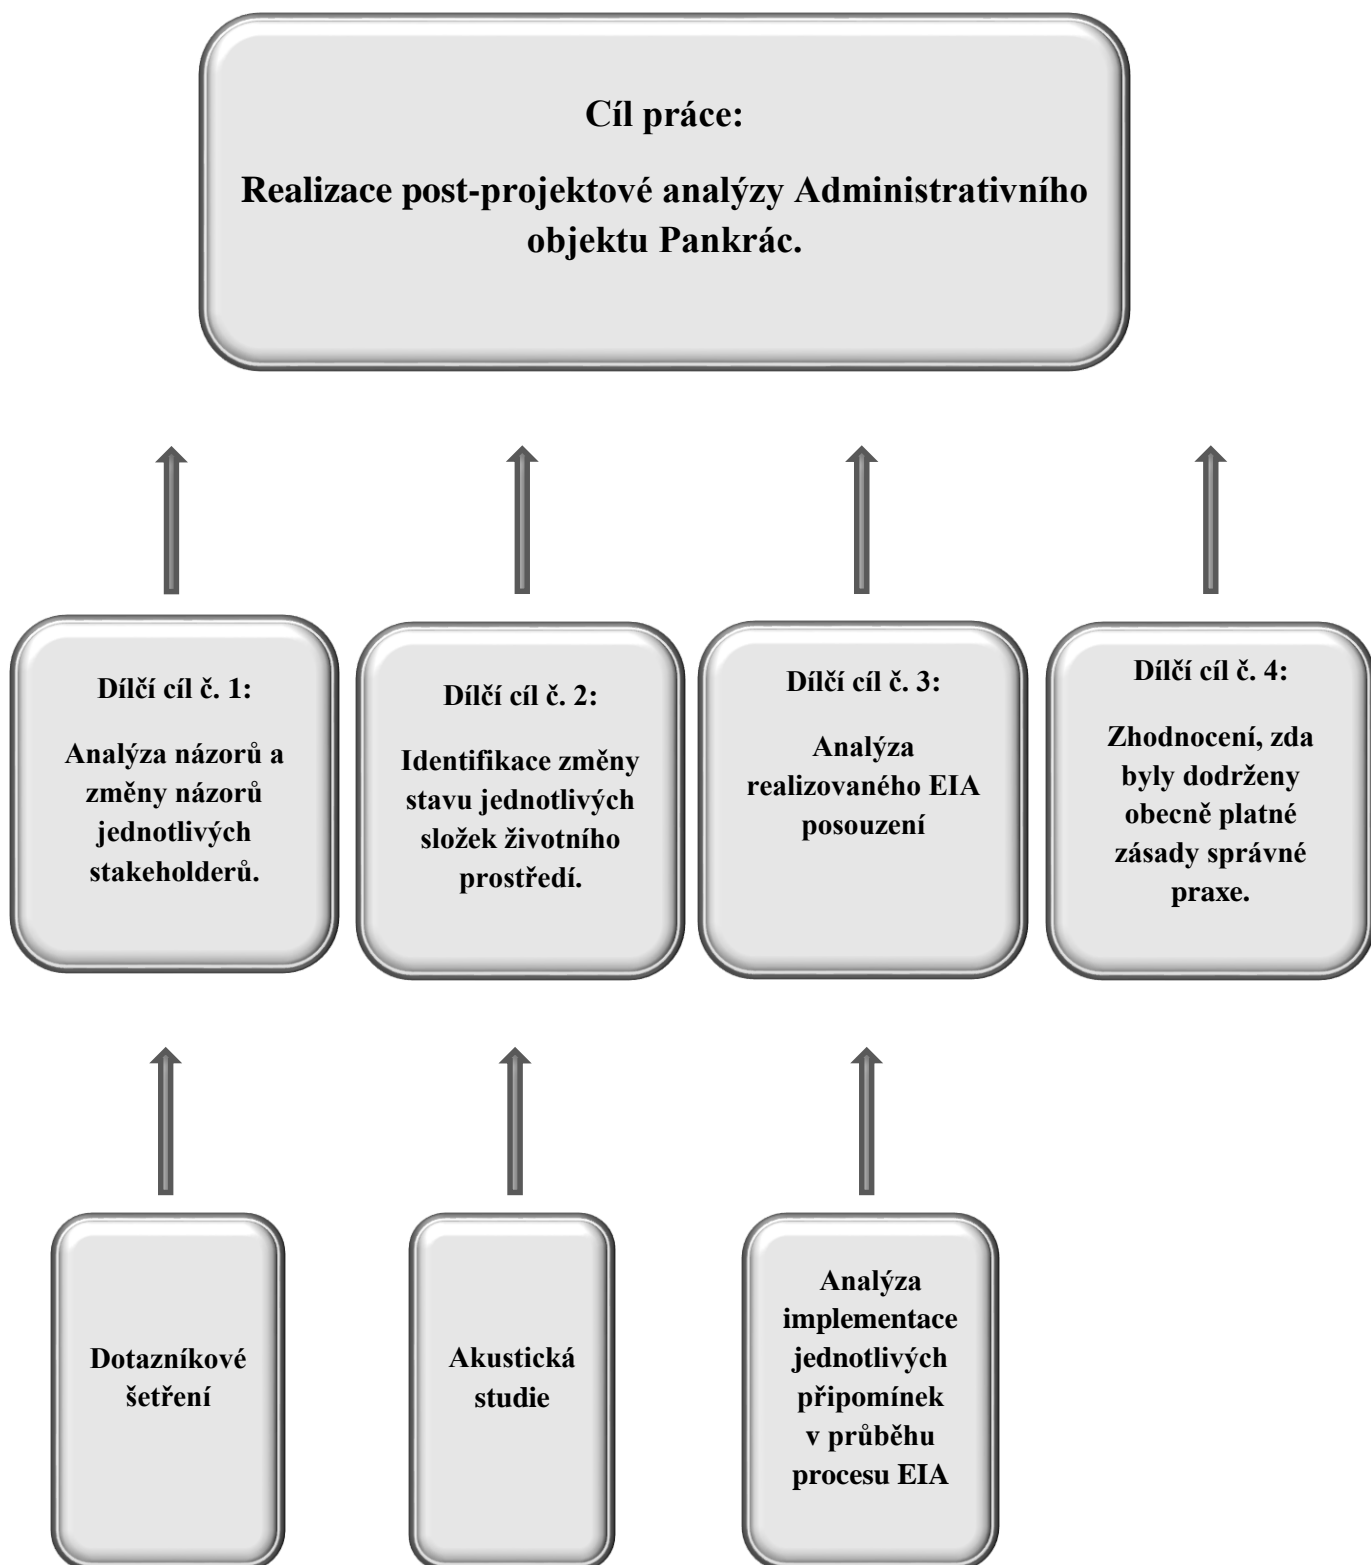 Cíl práce:
Realizace post-projektové analýzy Administrativního
objektu Pankrác.
Dílčí cíl č. 1:
Analýza názorů a
změny názorů
jednotlivých
stakeholderů.
Dílčí cíl č. 2:
Identifikace změny
stavu jednotlivých
složek životního
prostředí.
Dílčí cíl č. 3:
Analýza
realizovaného EIA
posouzení
Dílčí cíl č. 4:
Zhodnocení, zda
byly dodrženy
obecně platné
zásady správné
praxe.
Dotazníkové
šetření
Akustická
studie
Analýza
implementace
jednotlivých
připomínek
v průběhu
procesu EIA